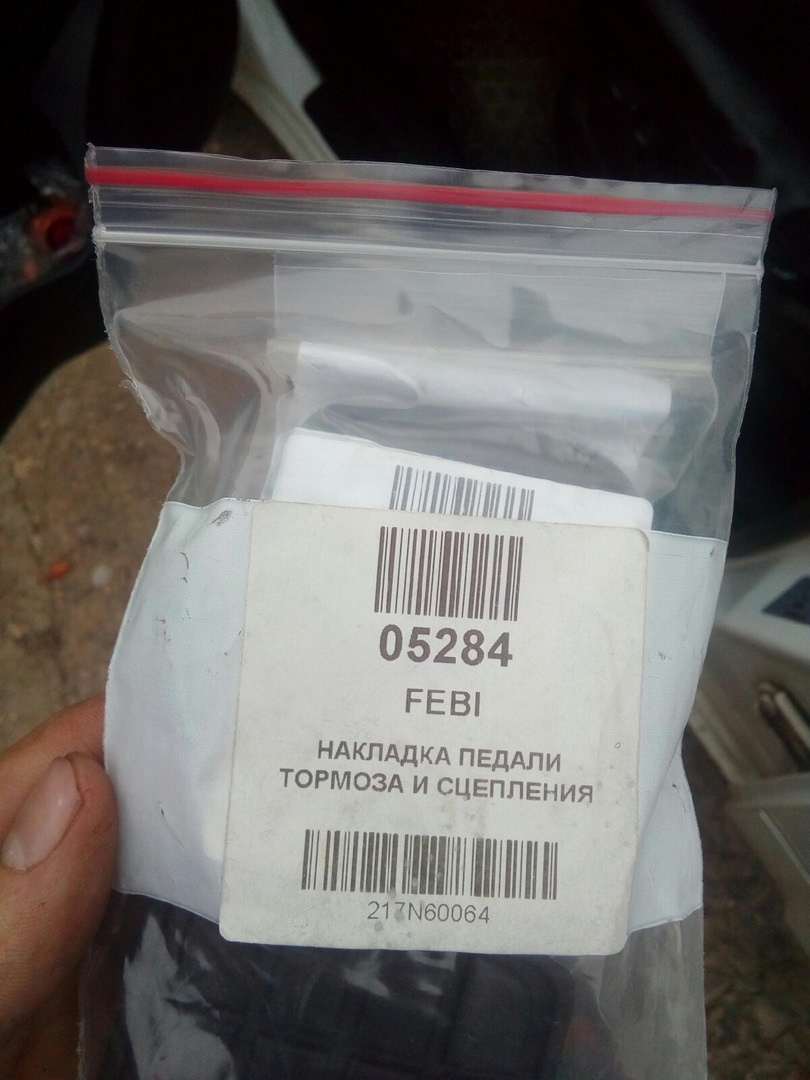 05284
FEBI
НАКЛАДКА ПЕДАЛИ
ТОРМОЗА И СЦЕПЛЕНИЯ
217N60064